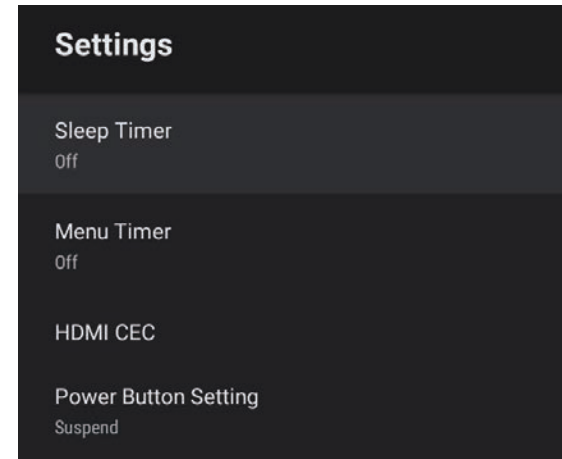 Settings
Sleep Timer
Off
Menu Timer
Off
HDMI CEC
Power Button Setting
Suspend